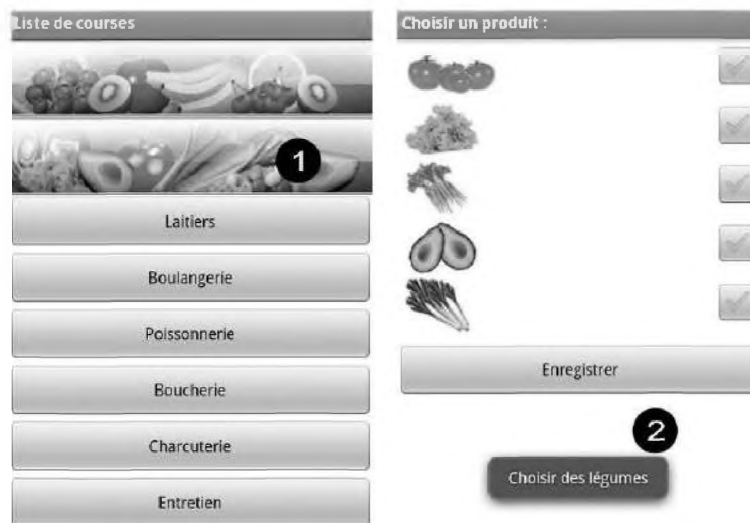 Liste de courses
1
Laitiers
Boulangerie
Poissonnerie
Boucherie
Charcuterie
Entretien
Choisir un produit :
Enregistrer
2
Choisir des légumes